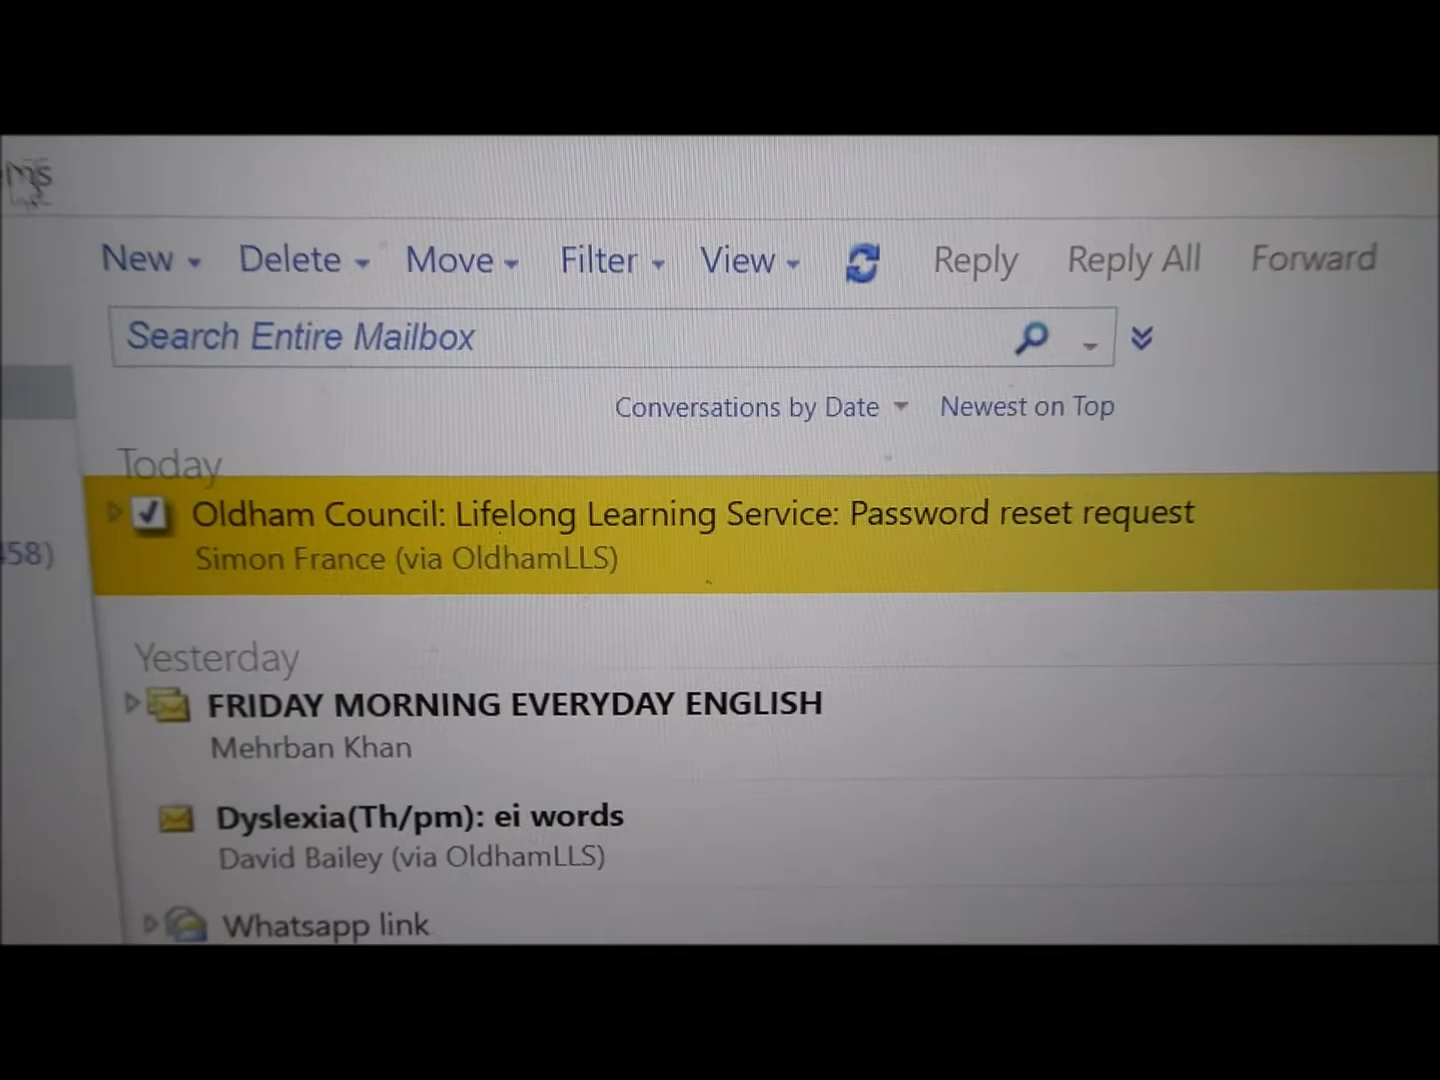 New Delete Move Filter View Reply Reply All Forward
Search Entire Mailbox
Conversations by Date Newest on Top
Today
Oldham Council: Lifelong Learning Service: Password reset request
Simon France (via OldhamLLS)
458)
Yesterday
FRIDAY MORNING EVERYDAY ENGLISH
Mehrban Khan
Dyslexia(Th/pm): ei words
David Bailey (via OldhamLLS)
Whatsapp link